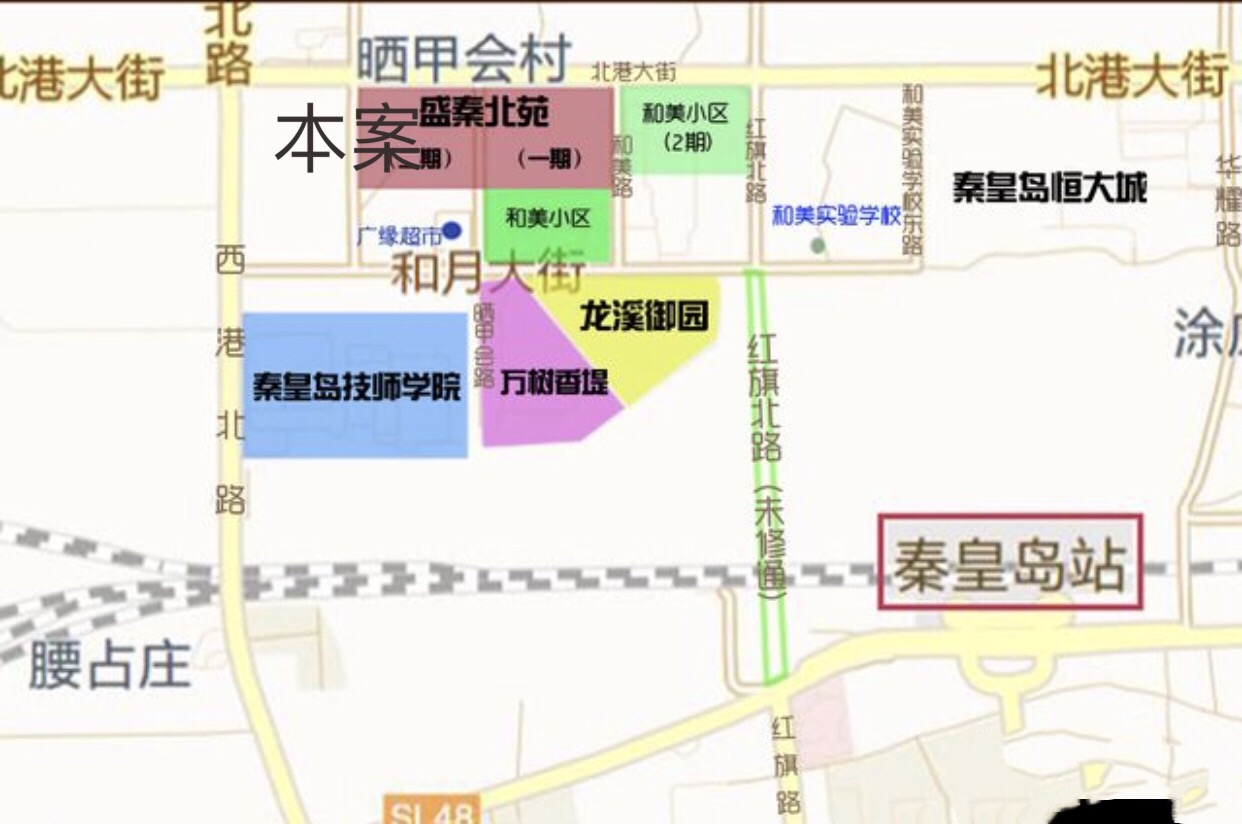 北路
晒甲会村
北港大街
北港大街
北港大街
本案
盛秦北苑
期）
（一期）
和美小区
（2期）
和美路
红旗北路
和美实验学校东路
秦皇岛恒大城
华耀路
和美小区
和美实验学校
广缘超市
和月大街
西港北路
龙溪御园
晒甲会路
万树香堤
秦皇岛技师学院
红旗北路（未修通）
秦皇岛站
腰占庄
红旗路